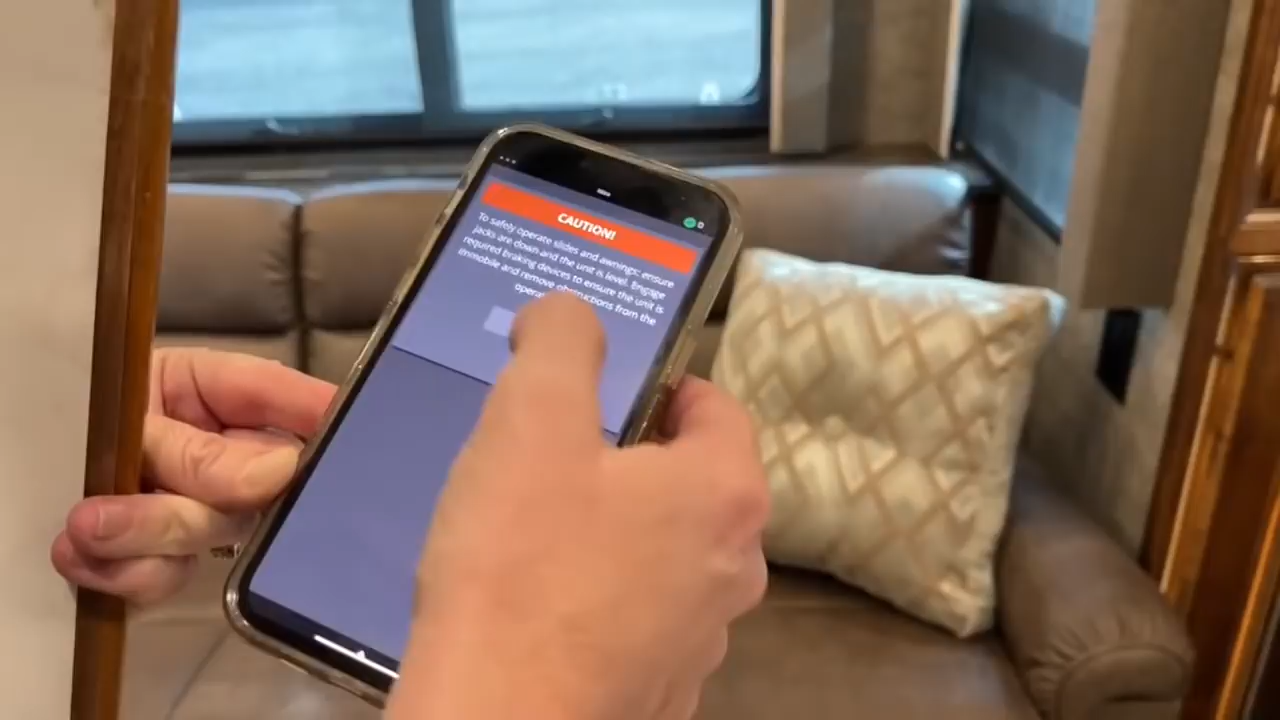 CAUTION!
To safely operate slides and awnings: ensure
jacks are down and the unit is level. Engage
required braking devices to ensure the unit is
immobile and remove obstructions from the